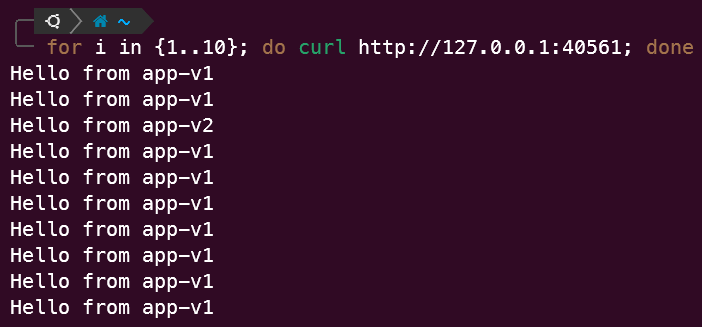 ~
for i in {1..10}; do curl http://127.0.0.1:40561; done
Hello from app-v1
Hello from app-v1
Hello from app-v2
Hello from app-v1
Hello from app-v1
Hello from app-v1
Hello from app-v1
Hello from app-v1
Hello from app-v1
Hello from app-v1